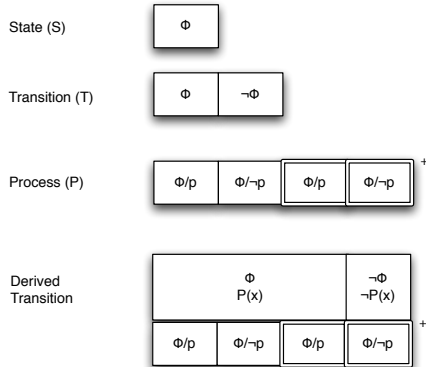 State (S) Φ
Transition (T) Φ ¬Φ
+
Process (P) Φ/p Φ/¬p Φ/p Φ/¬p
Derived
Transition
Φ ¬Φ
P(x) ¬P(x)
+
Φ/p Φ/¬p Φ/p Φ/¬p